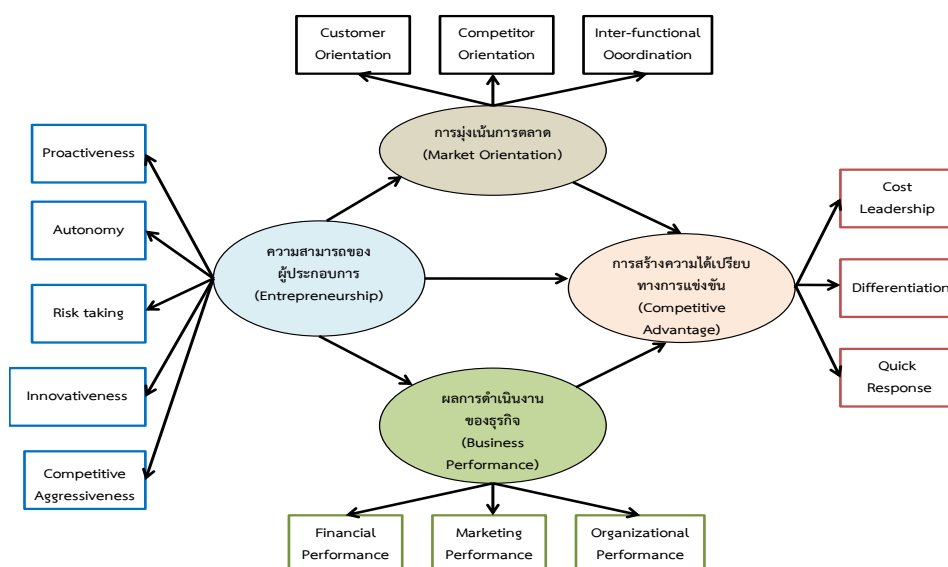 Customer
Orientation
Competitor
Orientation
Inter-functional
Ooordination
การมุ่งเน้นการตลาด
(Market Orientation)
Proactiveness
Autonomy
Risk taking
Innovativeness
Competitive
Aggressiveness
ความสามารถของ
ผู้ประกอบการ
(Entrepreneurship)
การสร้างความได้เปรียบ
ทางการแข่งขัน
(Competitive
Advantage)
Cost
Leadership
Differentiation
Quick
Response
ผลการดำเนินงาน
ของธุรกิจ
(Business
Performance)
Financial
Performance
Marketing
Performance
Organizational
Performance